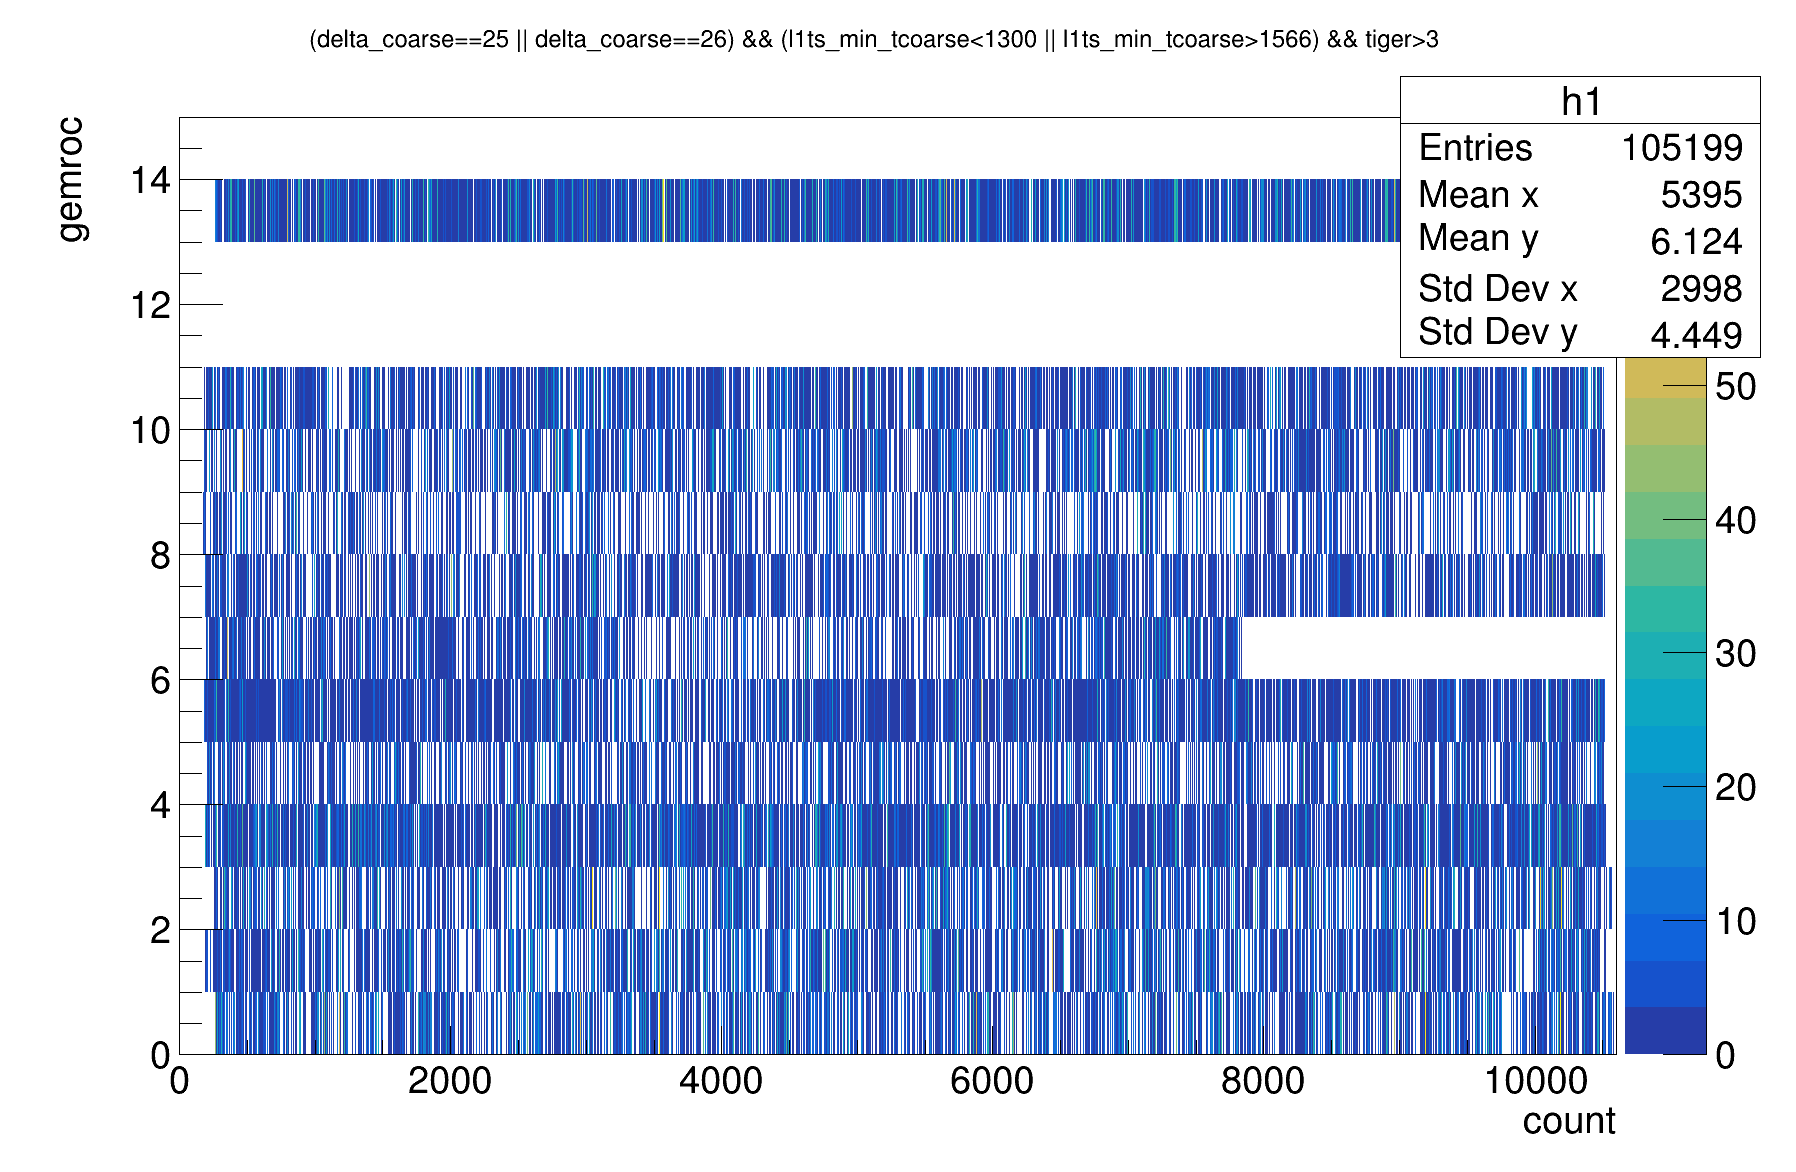 (delta_coarse==25 || delta_coarse==26) && (l1ts_min_tcoarse<1300 || l1ts_min_tcoarse>1566) && tiger>3
h1
Entries 105199
Mean x 5395
Mean y 6.124
Std Dev x 2998
Std Dev y 4.449
gemroc
14
12
10
8
6
4
2
0
50
40
30
20
10
0
0 2000 4000 6000 8000 10000
count